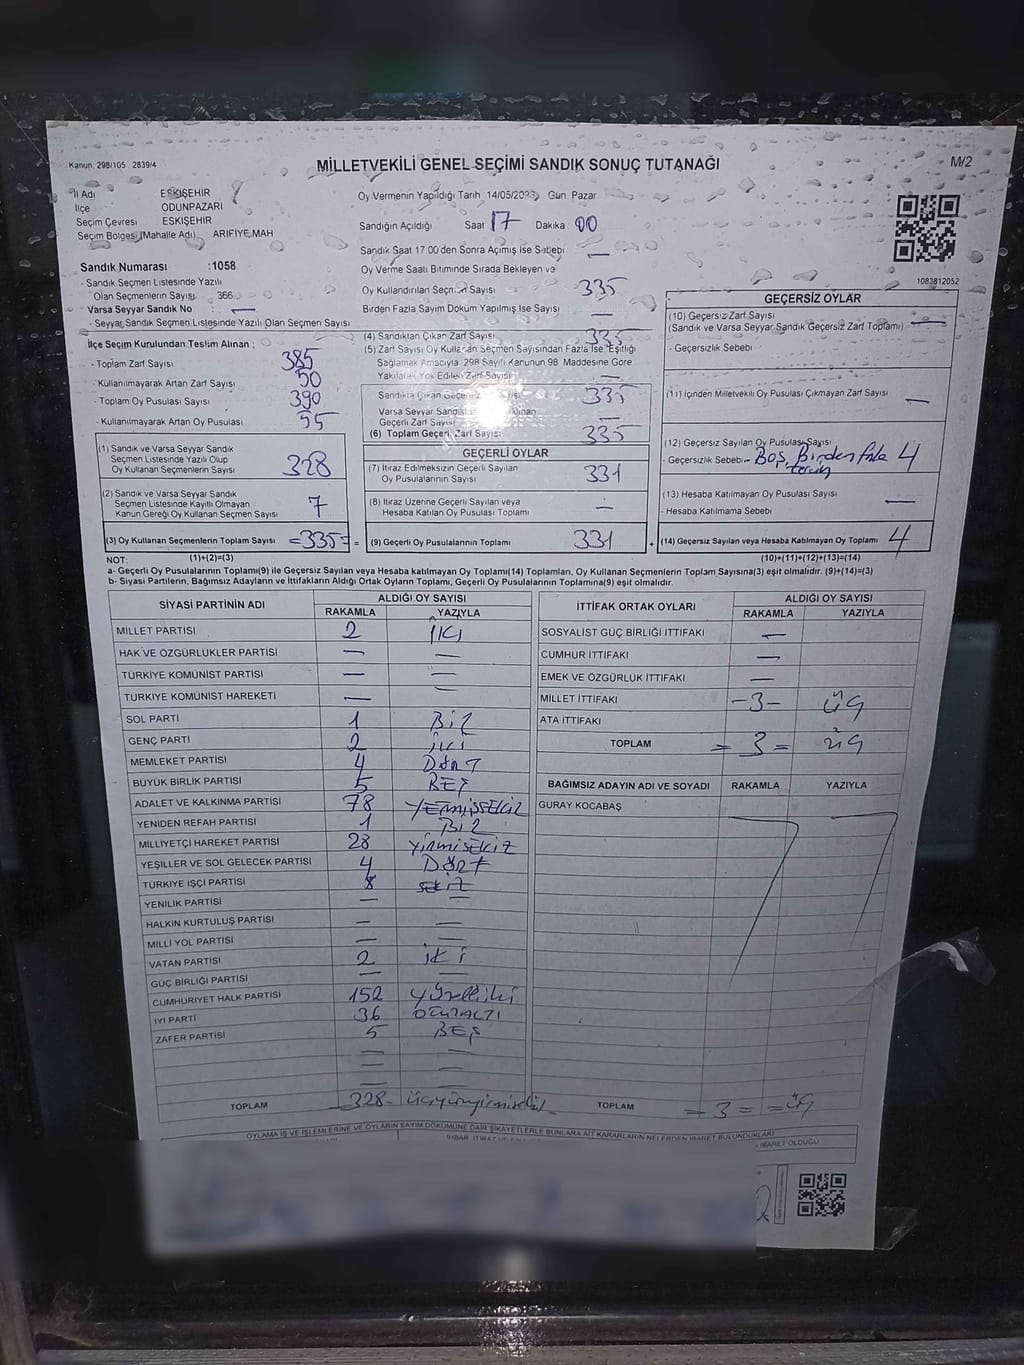 Kanun: 298/105 2839/4
MİLLETVEKİLİ GENEL SEÇİMİ SANDIK SONUÇ TUTANAĞI
M/2
İl Adı ESKİŞEHİR
İlçe ODUNPAZARI
Seçim Çevresi ESKİŞEHİR
Seçim Bölgesi (Mahalle Adı) ARİFİYE MAH
Oy Vermenin Yapıldığı Tarih 14/05/2023 Gün Pazar
Sandığın Açıldığı Saat 17 Dakika 00
Sandık Saat 17.00'den Sonra Açılmış İse Sebebi —
Sandık Numarası :1058
- Sandık Seçmen Listesinde Yazılı
Olan Seçmenlerin Sayısı 366
Varsa Seyyar Sandık No : —
- Seyyar Sandık Seçmen Listesinde Yazılı Olan Seçmen Sayısı
Oy Verme Saati Bitiminde Sırada Bekleyen ve
Oy Kullandırılan Seçmen Sayısı 335
Birden Fazla Sayım Döküm Yapılmış İse Sayısı —
1083812052
İlçe Seçim Kurulundan Teslim Alınan ;
- Toplam Zarf Sayısı 385
- Kullanılmayarak Artan Zarf Sayısı 50
- Toplam Oy Pusulası Sayısı 390
- Kullanılmayarak Artan Oy Pusulası 55
(4) Sandıktan Çıkan Zarf Sayısı 335
(5) Zarf Sayısı Oy Kullanan Seçmen Sayısından Fazla İse Eşitliği
Sağlamak Amacıyla 298 Sayılı Kanunun 98. Maddesine Göre
Yakılarak Yok Edilen Zarf Sayısı —
Sandıkta Çıkan Geçerli Sayısı 335
Varsa Seyyar Alınan
Geçerli Zarf Sayısı —
(6) Toplam Geçerli Zarf Sayısı 335
GEÇERSİZ OYLAR
(10) Geçersiz Zarf Sayısı
(Sandık ve Varsa Seyyar Sandık Geçersiz Zarf Toplamı) —
- Geçersizlik Sebebi
(11) İçinden Milletvekili Oy Pusulası Çıkmayan Zarf Sayısı —
(12) Geçersiz Sayılan Oy Pusulası Sayısı
- Geçersizlik Sebebi- Boş, Birden fazla 4
(13) Hesaba Katılmayan Oy Pusulası Sayısı —
- Hesaba Katılmama Sebebi
(14) Geçersiz Sayılan veya Hesaba Katılmayan Oy Toplamı 4
(10)+(11)+(12)+(13)=(14)
(1) Sandık ve Varsa Seyyar Sandık
Seçmen Listesinde Yazılı Olup
Oy Kullanan Seçmenlerin Sayısı 328
(2) Sandık ve Varsa Seyyar Sandık
Seçmen Listesinde Kayıtlı Olmayan
Kanun Gereği Oy Kullanan Seçmen Sayısı 7
(3) Oy Kullanan Seçmenlerin Toplam Sayısı =335= =
GEÇERLİ OYLAR
(7) İtiraz Edilmeksizin Geçerli Sayılan
Oy Pusulalarının Sayısı 331
(8) İtiraz Üzerine Geçerli Sayılan veya
Hesaba Katılan Oy Pusulası Toplamı —
(9) Geçerli Oy Pusulalarının Toplamı 331 +
NOT: (1)+(2)=(3)
a- Geçerli Oy Pusulalarının Toplamı(9) ile Geçersiz Sayılan veya Hesaba katılmayan Oy Toplamı(14) Toplamları, Oy Kullanan Seçmenlerin Toplam Sayısına(3) eşit olmalıdır. (9)+(14)=(3)
b- Siyasi Partilerin, Bağımsız Adayların ve İttifakların Aldığı Ortak Oyların Toplamı, Geçerli Oy Pusulalarının Toplamına(9) eşit olmalıdır.
SİYASİ PARTİNİN ADI ALDIĞI OY SAYISI
RAKAMLA YAZIYLA
MİLLET PARTİSİ 2 İKİ
HAK VE ÖZGÜRLÜKLER PARTİSİ — —
TÜRKİYE KOMÜNİST PARTİSİ — —
TÜRKİYE KOMÜNİST HAREKETİ — —
SOL PARTİ 1 BİR
GENÇ PARTİ 2 İKİ
MEMLEKET PARTİSİ 4 DÖRT
BÜYÜK BİRLİK PARTİSİ 5 BEŞ
ADALET VE KALKINMA PARTİSİ 78 YETMİŞSEKİZ
YENİDEN REFAH PARTİSİ 1 BİR
MİLLİYETÇİ HAREKET PARTİSİ 28 YİRMİSEKİZ
YEŞİLLER VE SOL GELECEK PARTİSİ 4 DÖRT
TÜRKİYE İŞÇİ PARTİSİ 8 SEKİZ
YENİLİK PARTİSİ — —
HALKIN KURTULUŞ PARTİSİ — —
MİLLİ YOL PARTİSİ — —
VATAN PARTİSİ 2 İKİ
GÜÇ BİRLİĞİ PARTİSİ — —
CUMHURİYET HALK PARTİSİ 152 Yüzelliiki
İYİ PARTİ 36 OTUZALTI
ZAFER PARTİSİ 5 BEŞ
TOPLAM -328- üçyüzyirmisekiz
İTTİFAK ORTAK OYLARI ALDIĞI OY SAYISI
RAKAMLA YAZIYLA
SOSYALİST GÜÇ BİRLİĞİ İTTİFAKI —
CUMHUR İTTİFAKI —
EMEK VE ÖZGÜRLÜK İTTİFAKI —
MİLLET İTTİFAKI -3- ÜÇ
ATA İTTİFAKI
TOPLAM = 3 = ÜÇ
BAĞIMSIZ ADAYIN ADI VE SOYADI RAKAMLA YAZIYLA
GÜRAY KOCABAŞ
TOPLAM = 3 = = ÜÇ
OYLAMA İŞ VE İŞLEMLERİNE VE OYLARIN SAYIM DÖKÜMÜNE DAİR ŞİKAYETLERLE BUNLARA AİT KARARLARIN NELERDEN İBARET BULUNDUKLARI